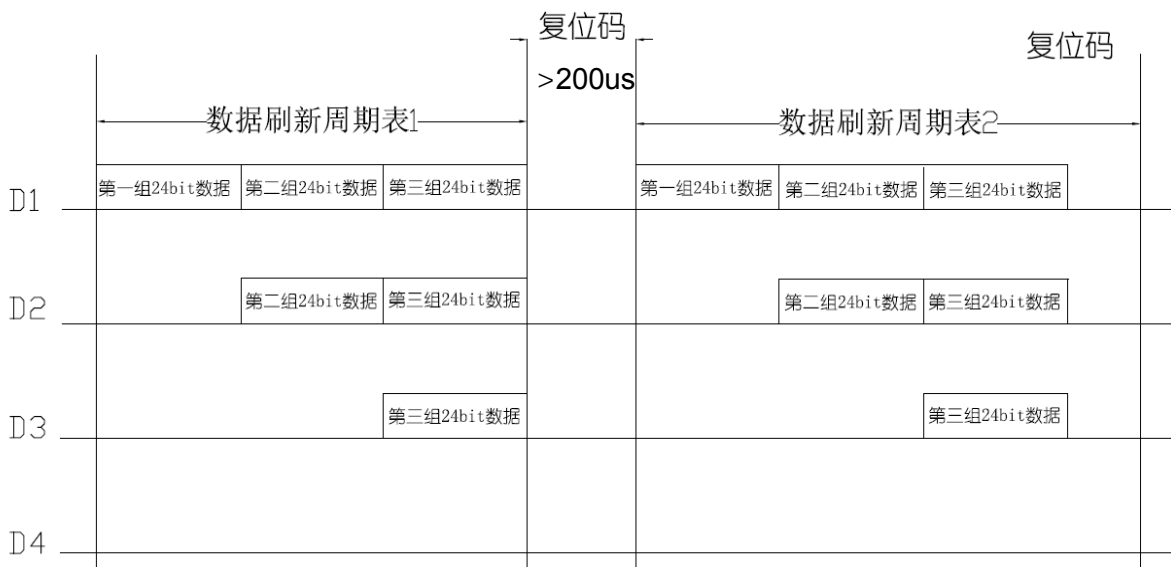 复位码
复位码
>200us
数据刷新周期表1
数据刷新周期表2
D1
第一组24bit数据 第二组24bit数据 第三组24bit数据
第一组24bit数据 第二组24bit数据 第三组24bit数据
D2
第二组24bit数据 第三组24bit数据
第二组24bit数据 第三组24bit数据
D3
第三组24bit数据
第三组24bit数据
D4